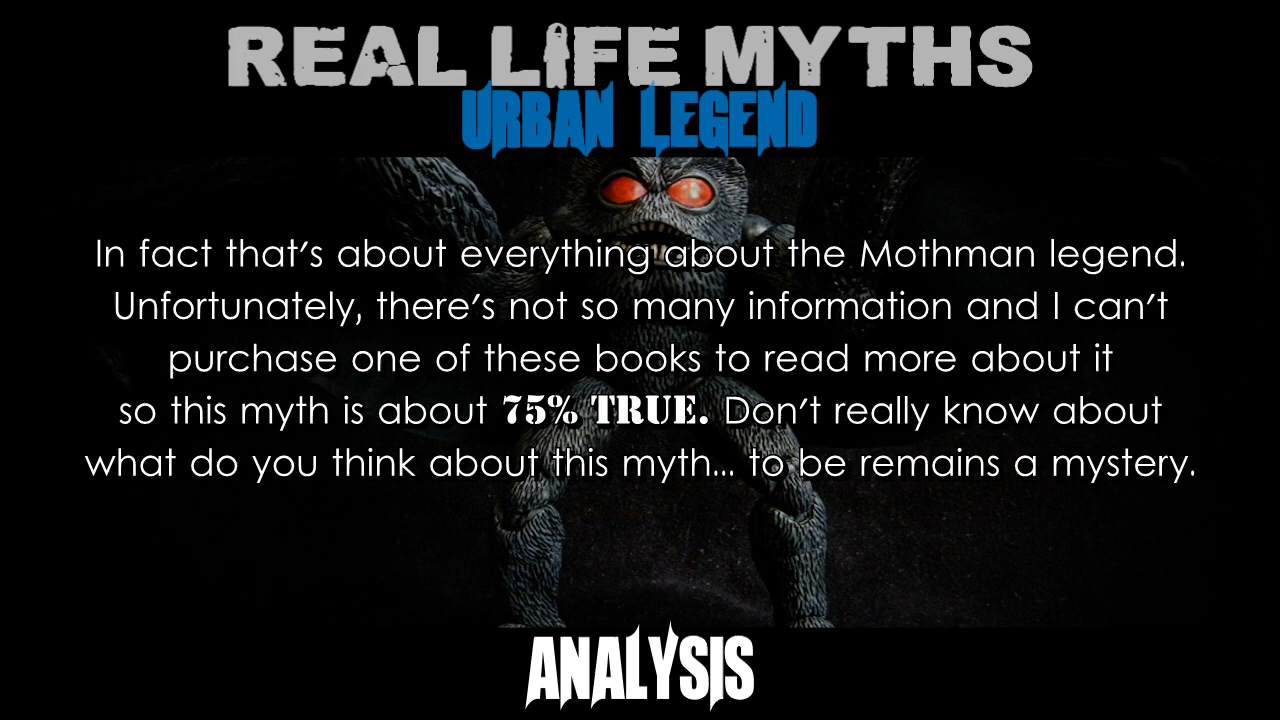 REAL LIFE MYTHS
URBAN LEGEND
In fact that's about everything about the Mothman legend.
Unfortunately, there's not so many information and I can't
purchase one of these books to read more about it
so this myth is about 75% TRUE. Don't really know about
what do you think about this myth... to be remains a mystery.
ANALYSIS